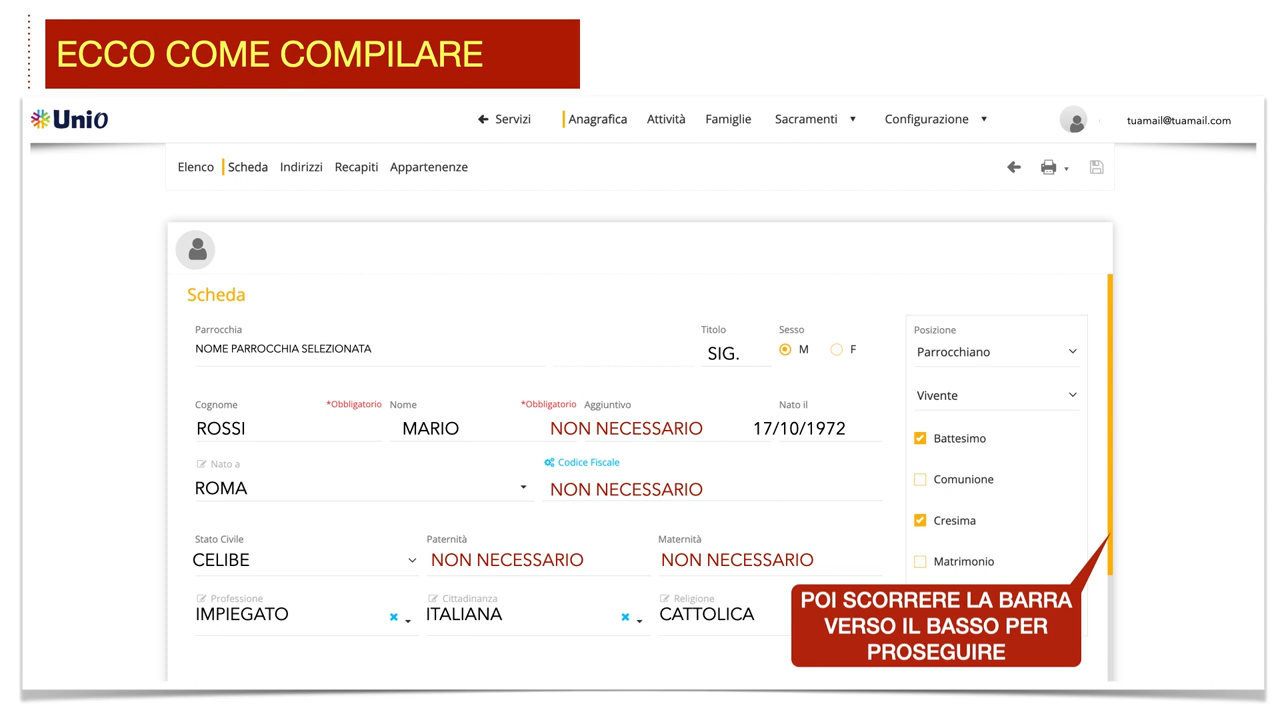 ECCO COME COMPILARE
UniO
Servizi Anagrafica Attività Famiglie Sacramenti Configurazione tuamail@tuamail.com
Elenco Scheda Indirizzi Recapiti Appartenenze
Scheda
Parrocchia Titolo Sesso Posizione
NOME PARROCCHIA SELEZIONATA SIG. M F Parrocchiano
Vivente
Cognome *Obbligatorio Nome *Obbligatorio Aggiuntivo Nato il
ROSSI MARIO NON NECESSARIO 17/10/1972
Battesimo
Nato a Codice Fiscale
ROMA NON NECESSARIO
Comunione
Cresima
Stato Civile Paternità Maternità
CELIBE NON NECESSARIO NON NECESSARIO
Matrimonio
Professione Cittadinanza Religione
IMPIEGATO ITALIANA CATTOLICA
POI SCORRERE LA BARRA
VERSO IL BASSO PER
PROSEGUIRE